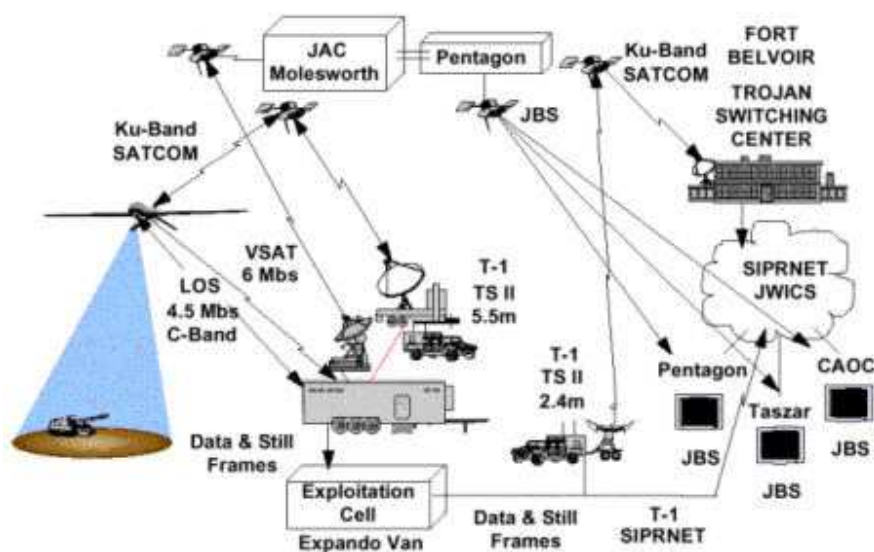 JAC
Molesworth
Pentagon
Ku-Band
SATCOM
FORT
BELVOIR
TROJAN
SWITCHING
CENTER
JBS
Ku-Band
SATCOM
VSAT
6 Mbs
LOS
4.5 Mbs
C-Band
T-1
TS II
5.5m
SIPRNET
JWICS
T-1
TS II
2.4m
Pentagon
CAOC
Taszar
JBS
JBS
JBS
Data & Still
Frames
Exploitation
Cell
Expando Van
Data & Still
Frames
T-1
SIPRNET